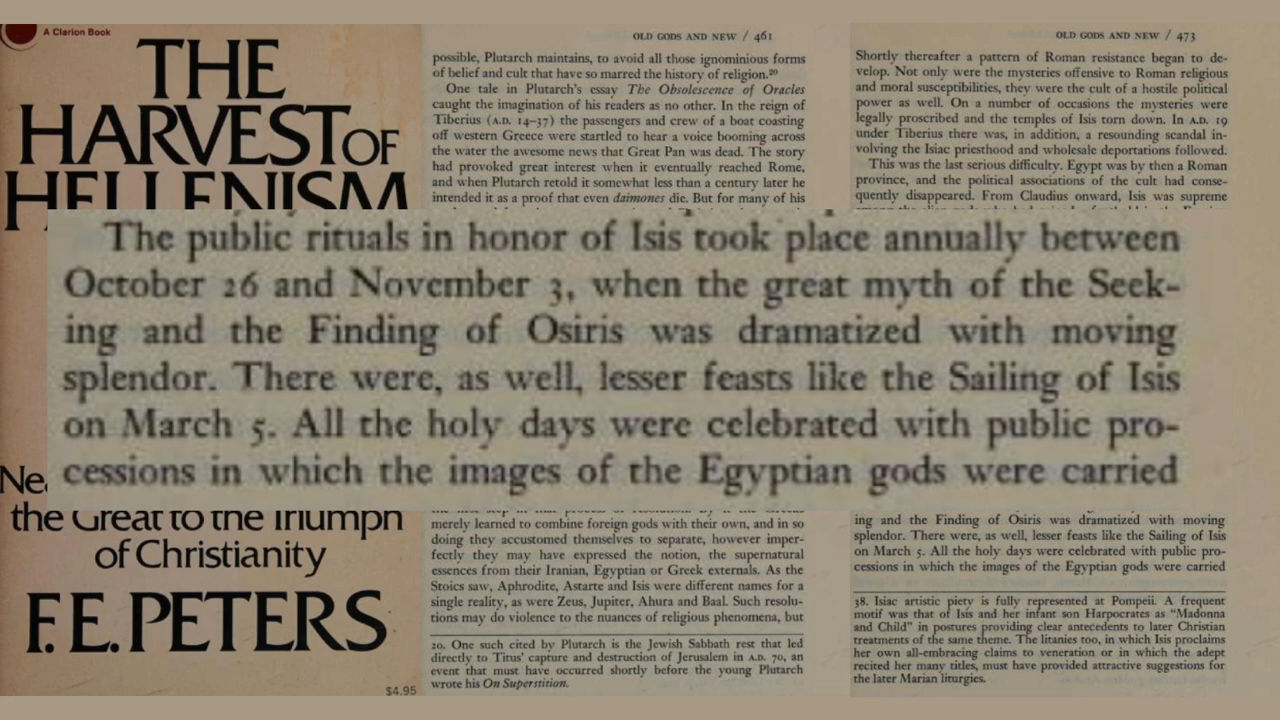 A Clarion Book
THE
HARVEST OF
HELLENISM
Ne
the Great to the Triumph
of Christianity
F. E. PETERS
$4.95
OLD GODS AND NEW / 461
possible, Plutarch maintains, to avoid all those ignominious forms
of belief and cult that have so marred the history of religion.²⁰
One tale in Plutarch's essay The Obsolescence of Oracles
caught the imagination of his readers as no other. In the reign of
Tiberius (A.D. 14–37) the passengers and crew of a boat coasting
off western Greece were startled to hear a voice booming across
the water the awesome news that Great Pan was dead. The story
had provoked great interest when it eventually reached Rome,
and when Plutarch retold it somewhat less than a century later he
intended it as a proof that even daimones die. But for many of his
OLD GODS AND NEW / 473
Shortly thereafter a pattern of Roman resistance began to de-
velop. Not only were the mysteries offensive to Roman religious
and moral susceptibilities, they were the cult of a hostile political
power as well. On a number of occasions the mysteries were
legally proscribed and the temples of Isis torn down. In A.D. 19
under Tiberius there was, in addition, a resounding scandal in-
volving the Isiac priesthood and wholesale deportations followed.
This was the last serious difficulty. Egypt was by then a Roman
province, and the political associations of the cult had conse-
quently disappeared. From Claudius onward, Isis was supreme
The public rituals in honor of Isis took place annually between
October 26 and November 3, when the great myth of the Seek-
ing and the Finding of Osiris was dramatized with moving
splendor. There were, as well, lesser feasts like the Sailing of Isis
on March 5. All the holy days were celebrated with public pro-
cessions in which the images of the Egyptian gods were carried
merely learned to combine foreign gods with their own, and in so
doing they accustomed themselves to separate, however imper-
fectly they may have expressed the notion, the supernatural
essences from their Iranian, Egyptian or Greek externals. As the
Stoics saw, Aphrodite, Astarte and Isis were different names for a
single reality, as were Zeus, Jupiter, Ahura and Baal. Such resolu-
tions may do violence to the nuances of religious phenomena, but
20. One such cited by Plutarch is the Jewish Sabbath rest that led
directly to Titus' capture and destruction of Jerusalem in A.D. 70, an
event that must have occurred shortly before the young Plutarch
wrote his On Superstition.
ing and the Finding of Osiris was dramatized with moving
splendor. There were, as well, lesser feasts like the Sailing of Isis
on March 5. All the holy days were celebrated with public pro-
cessions in which the images of the Egyptian gods were carried
38. Isiac artistic piety is fully represented at Pompeii. A frequent
motif was that of Isis and her infant son Harpocrates as "Madonna
and Child" in postures providing clear antecedents to later Christian
treatments of the same theme. The litanies too, in which Isis proclaims
her own all-embracing claims to veneration or in which the adept
recited her many titles, must have provided attractive suggestions for
the later Marian liturgies.